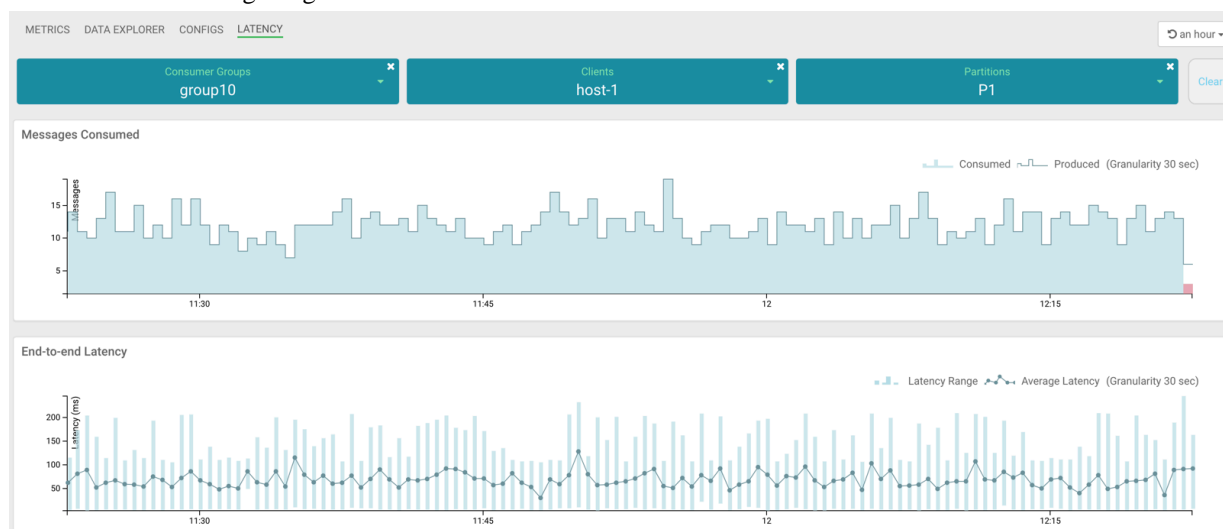 METRICS DATA EXPLORER CONFIGS LATENCY
an hour
Consumer Groups
group10
Clients
host-1
Partitions
P1
Clear
Messages Consumed
Consumed Produced (Granularity 30 sec)
Messages
15
10
5
11:30 11:45 12 12:15
End-to-end Latency
Latency Range Average Latency (Granularity 30 sec)
Latency (ms)
200
150
100
50
11:30 11:45 12 12:15